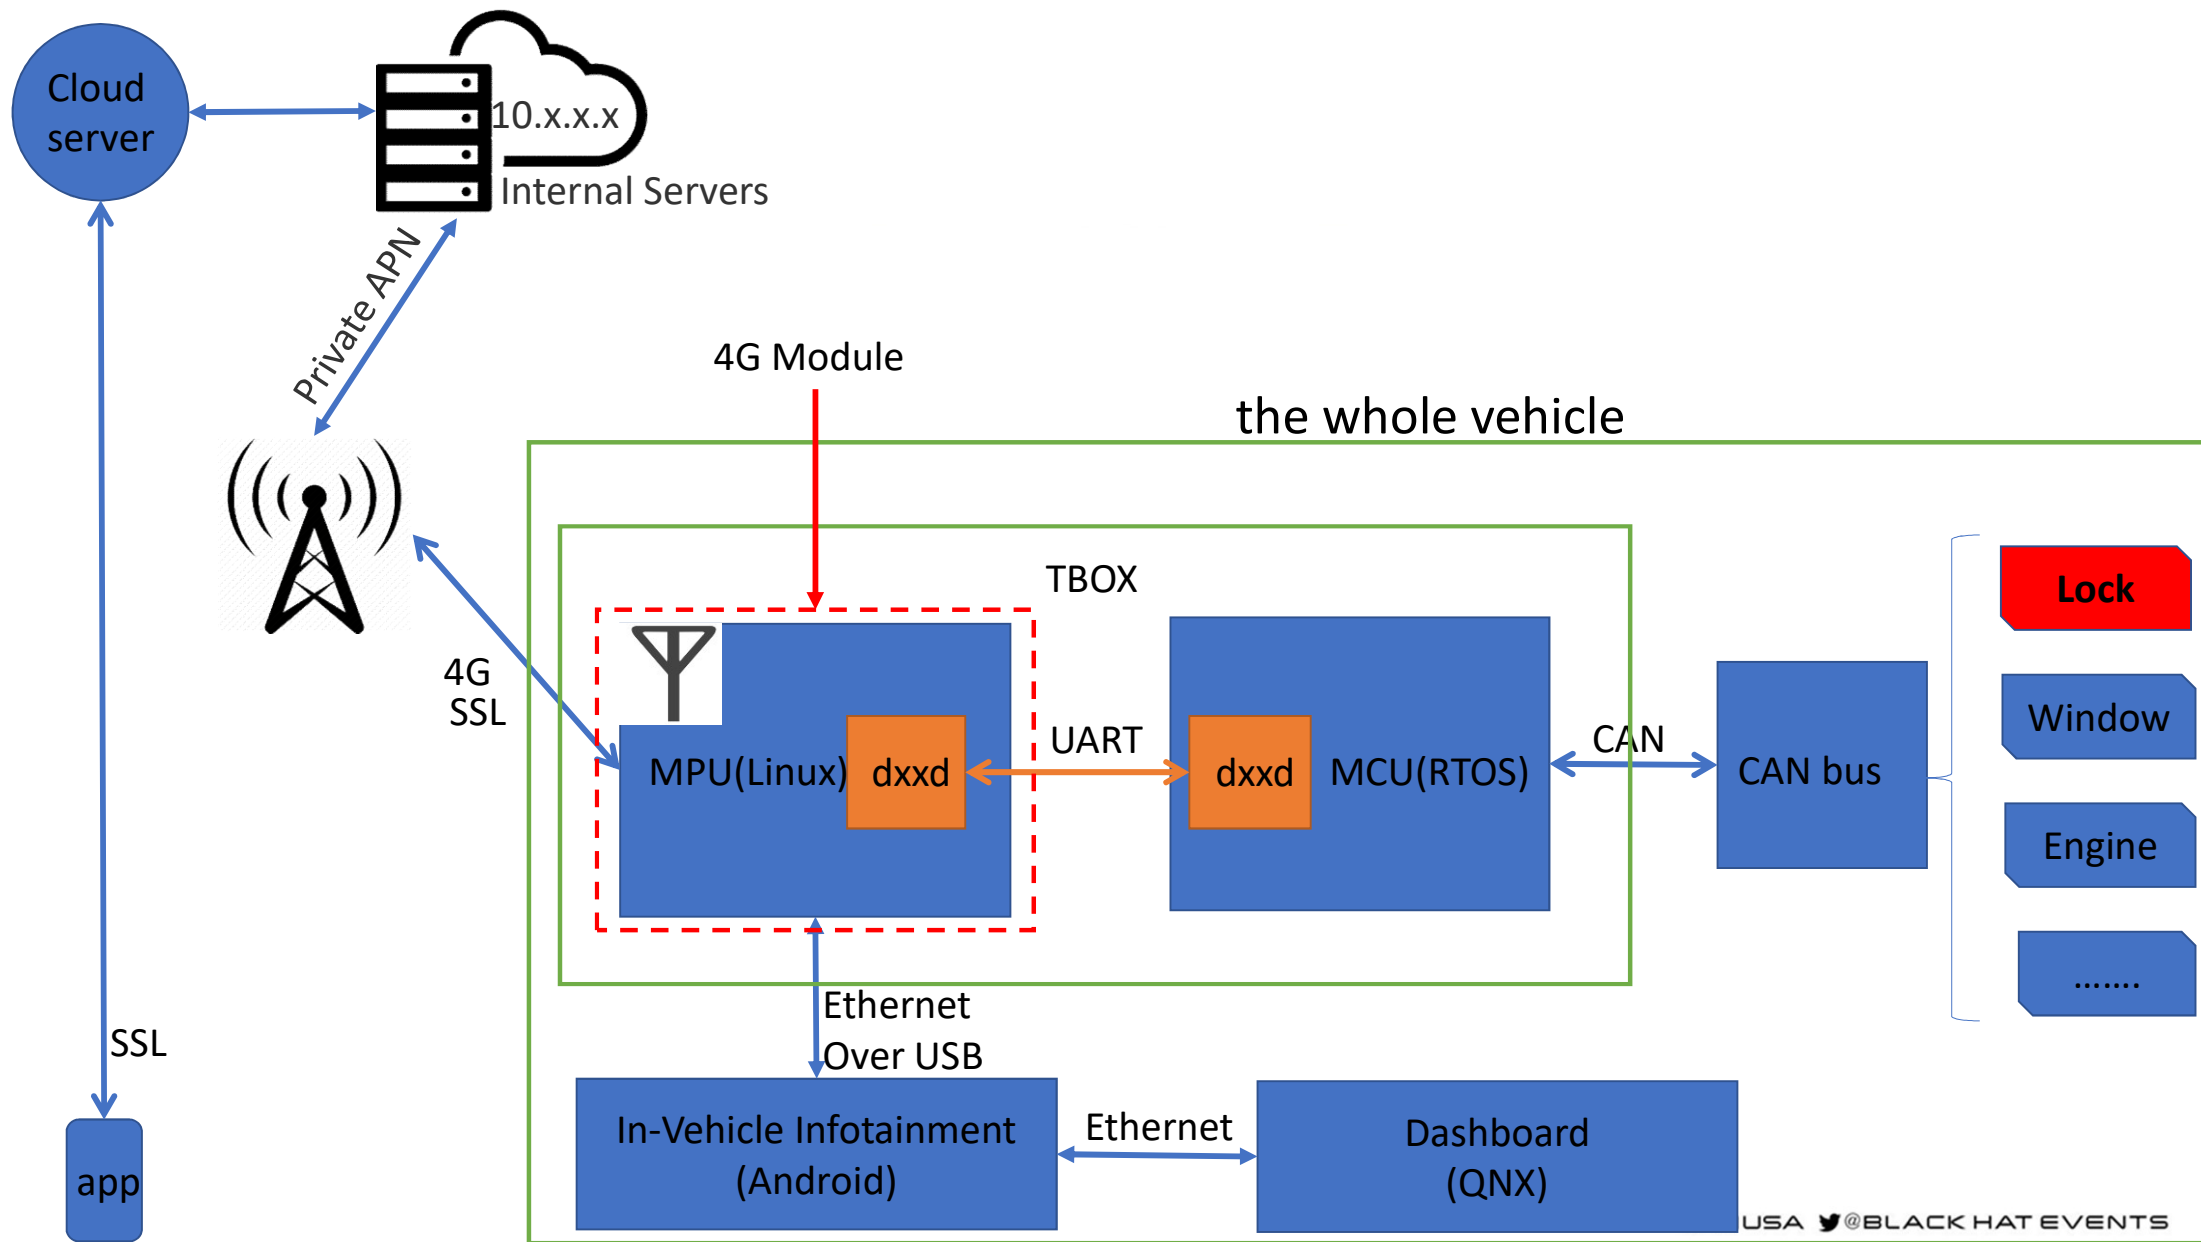 Cloud
server
10.x.x.x
Internal Servers
Private APN
4G Module
the whole vehicle
TBOX
Lock
4G
SSL
MPU(Linux)
dxxd
UART
dxxd
MCU(RTOS)
CAN
CAN bus
Window
Engine
.......
Ethernet
Over USB
SSL
app
In-Vehicle Infotainment
(Android)
Ethernet
Dashboard
(QNX)
USA @BLACK HAT EVENTS